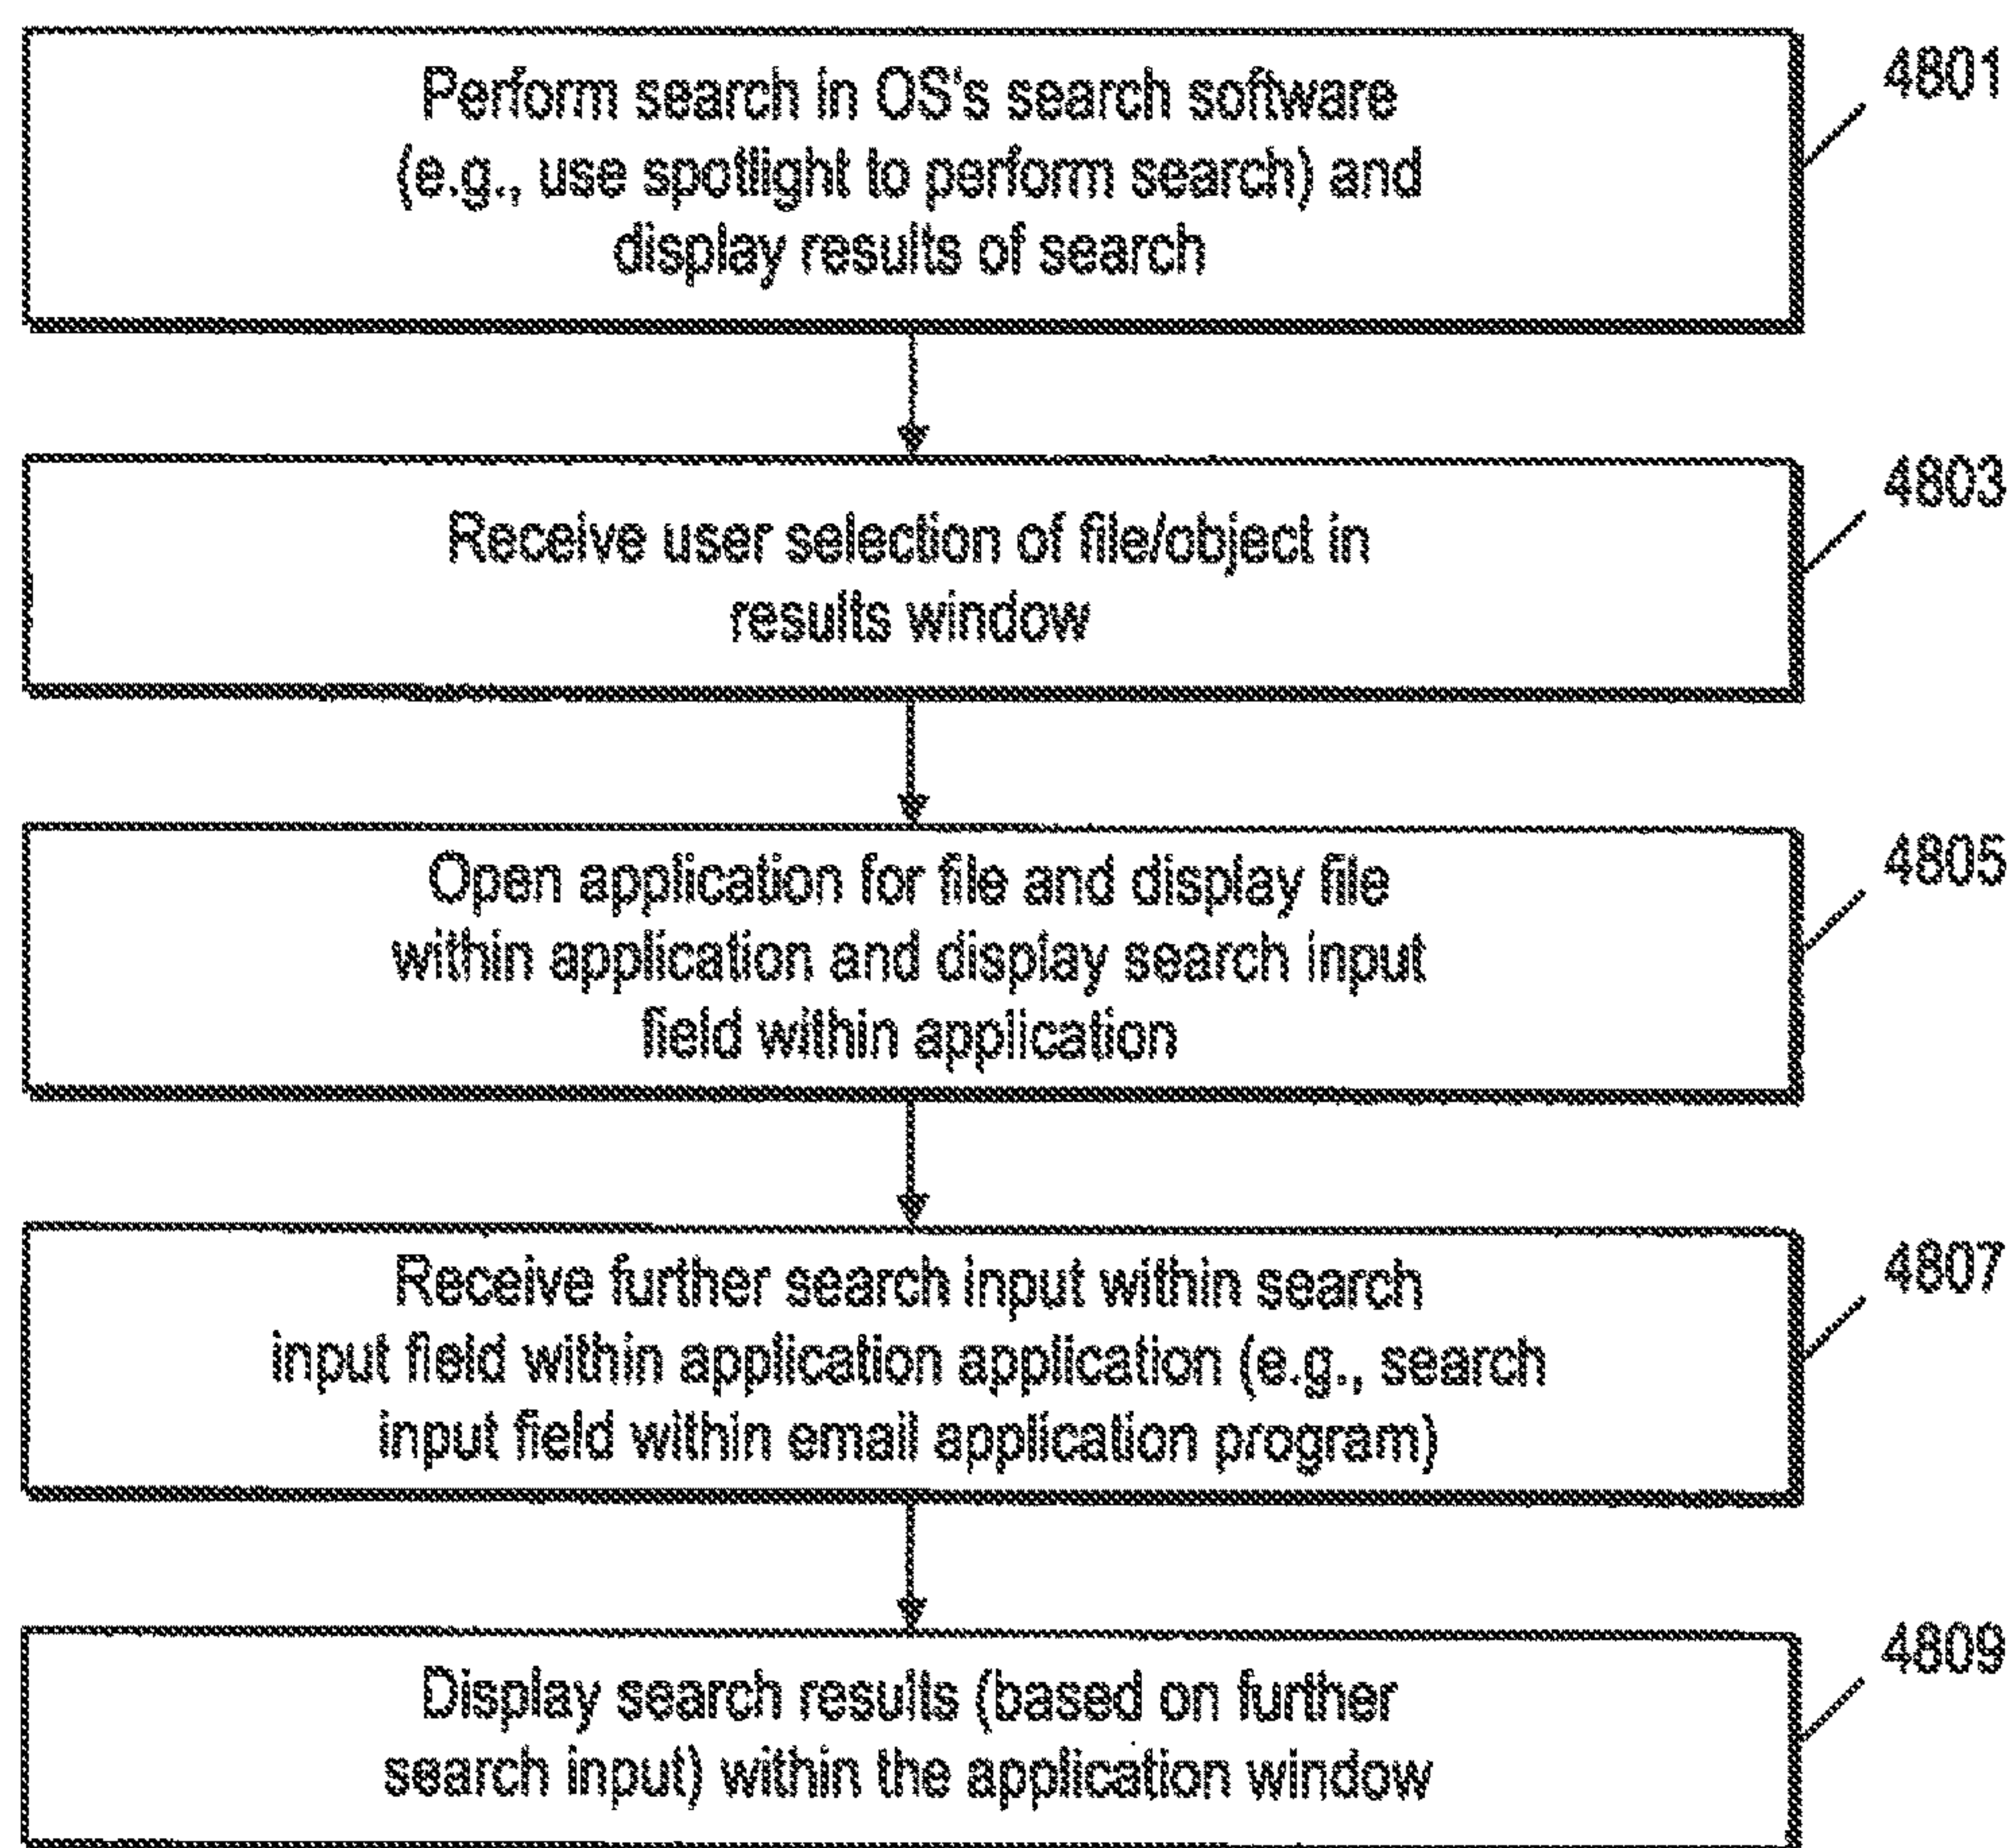 Perform search in OS's search software
(e.g., use spotlight to perform search) and
display results of search
4801
Receive user selection of file/object in
results window
4803
Open application for file and display file
within application and display search input
field within application
4805
Receive further search input within search
input field within application application (e.g., search
input field within email application program)
4807
Display search results (based on further
search input) within the application window
4809